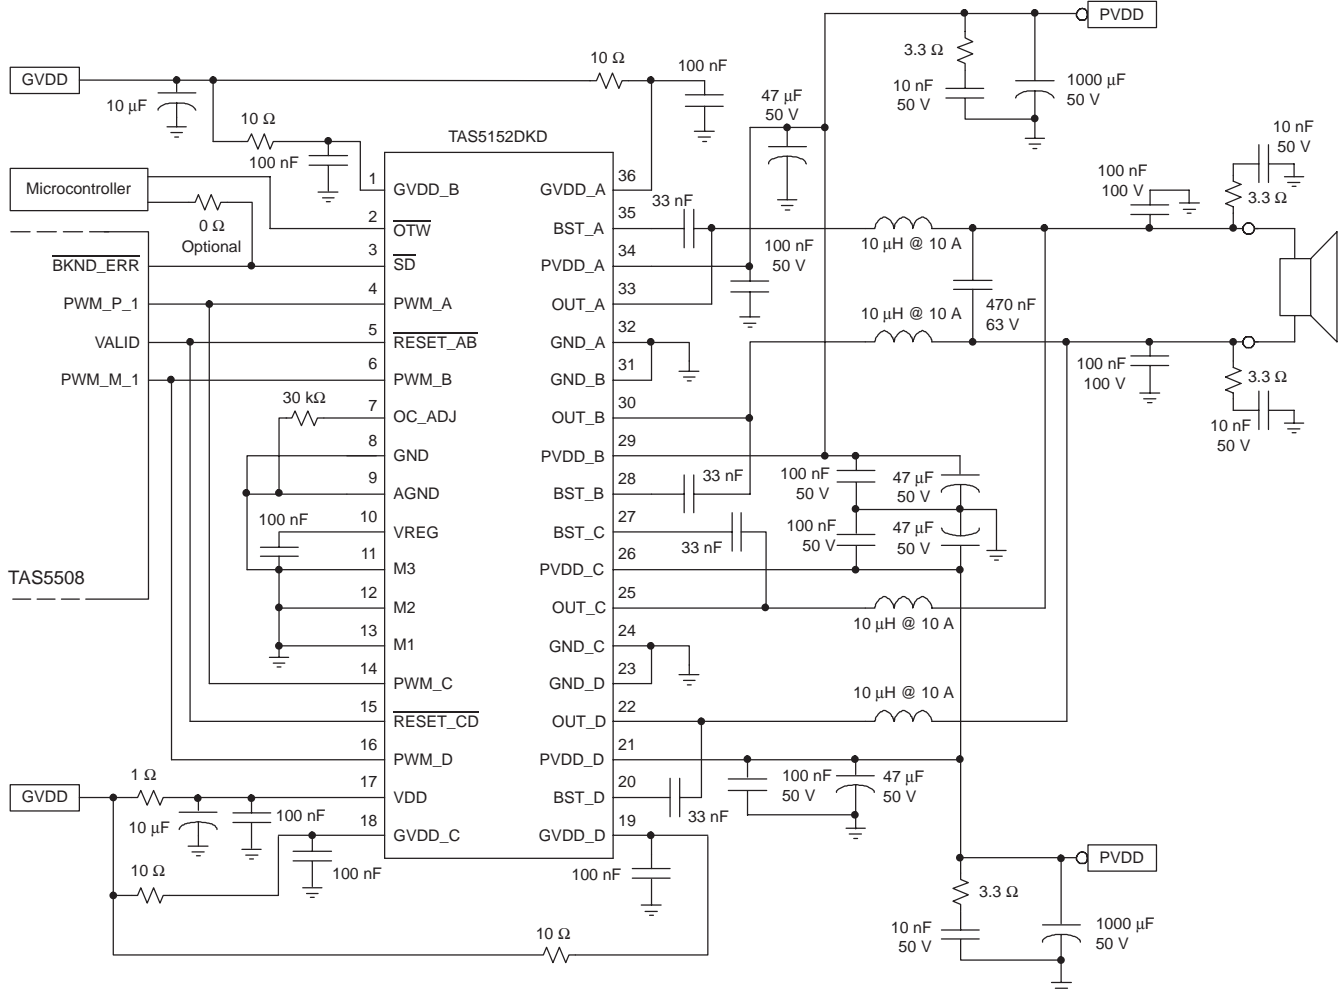 PVDD
3.3 Ω
10 nF
50 V
1000 μF
50 V
GVDD
10 μF
10 Ω
100 nF
10 Ω
100 nF
47 μF
50 V
TAS5152DKD
10 nF
50 V
3.3 Ω
100 nF
100 V
Microcontroller
0 Ω
Optional
BKND_ERR
PWM_P_1
VALID
PWM_M_1
TAS5508
30 kΩ
100 nF
1 GVDD_B
2 OTW
3 SD
4 PWM_A
5 RESET_AB
6 PWM_B
7 OC_ADJ
8 GND
9 AGND
10 VREG
11 M3
12 M2
13 M1
14 PWM_C
15 RESET_CD
16 PWM_D
17 VDD
18 GVDD_C
GVDD_A 36
BST_A 35
PVDD_A 34
OUT_A 33
GND_A 32
GND_B 31
OUT_B 30
PVDD_B 29
BST_B 28
BST_C 27
PVDD_C 26
OUT_C 25
GND_C 24
GND_D 23
OUT_D 22
PVDD_D 21
BST_D 20
GVDD_D 19
33 nF
10 μH @ 10 A
100 nF
50 V
470 nF
63 V
10 μH @ 10 A
100 nF
100 V
3.3 Ω
10 nF
50 V
33 nF
100 nF
50 V
47 μF
50 V
33 nF
100 nF
50 V
47 μF
50 V
10 μH @ 10 A
10 μH @ 10 A
100 nF
50 V
47 μF
50 V
33 nF
GVDD
1 Ω
10 μF
100 nF
10 Ω
100 nF
100 nF
10 Ω
PVDD
3.3 Ω
10 nF
50 V
1000 μF
50 V